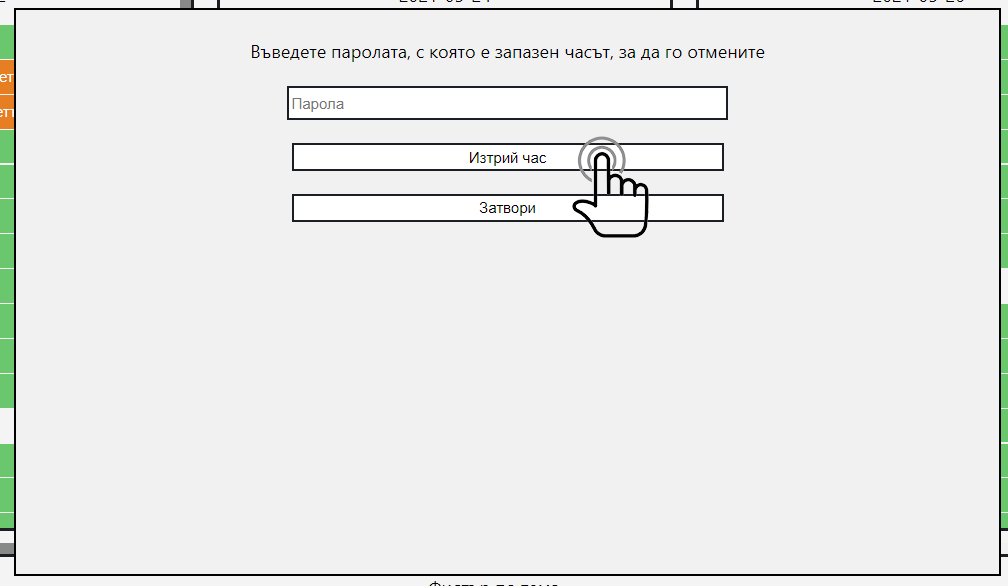 Въведете паролата, с която е запазен часът, за да го отмените
Парола
Изтрий час
Затвори